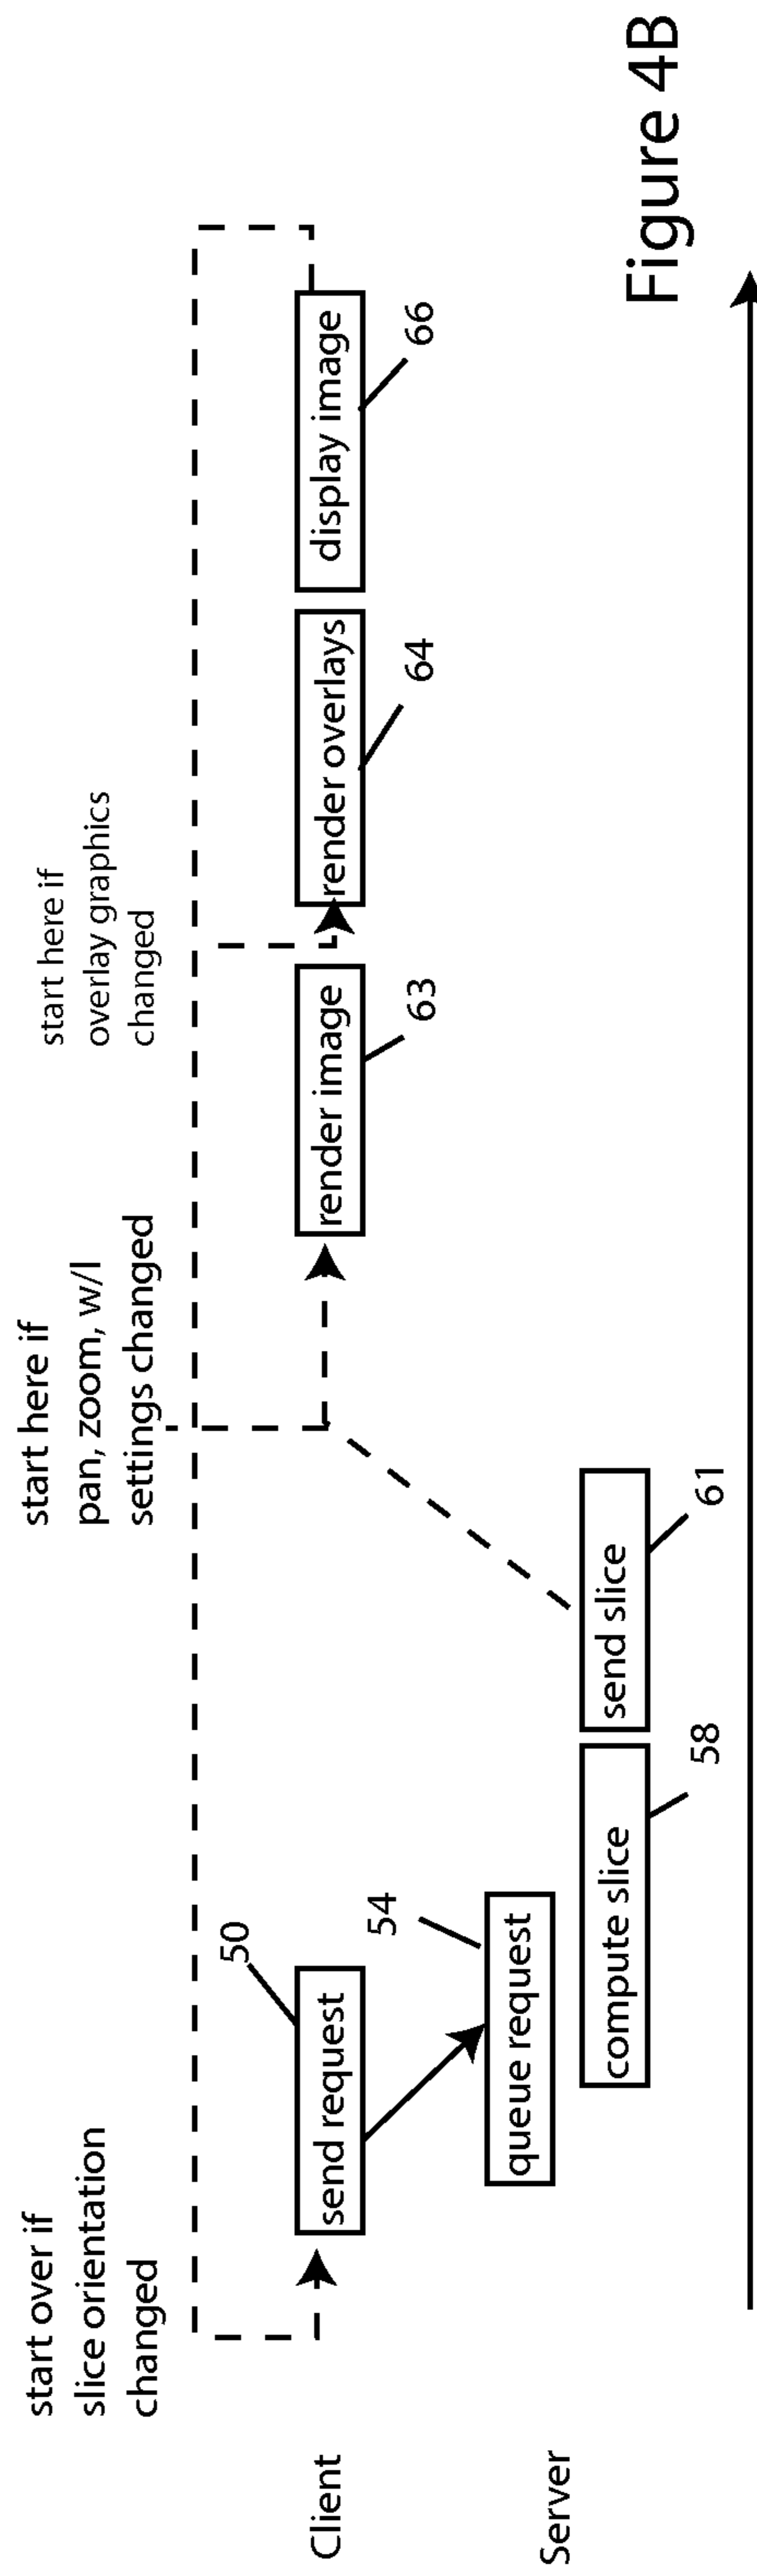 start over if
slice orientation
changed
start here if
pan, zoom, w/l
settings changed
start here if
overlay graphics
changed
Client
50
send request
render image
63
render overlays
64
display image
66
Server
54
queue request
compute slice
58
send slice
61
Figure 4B